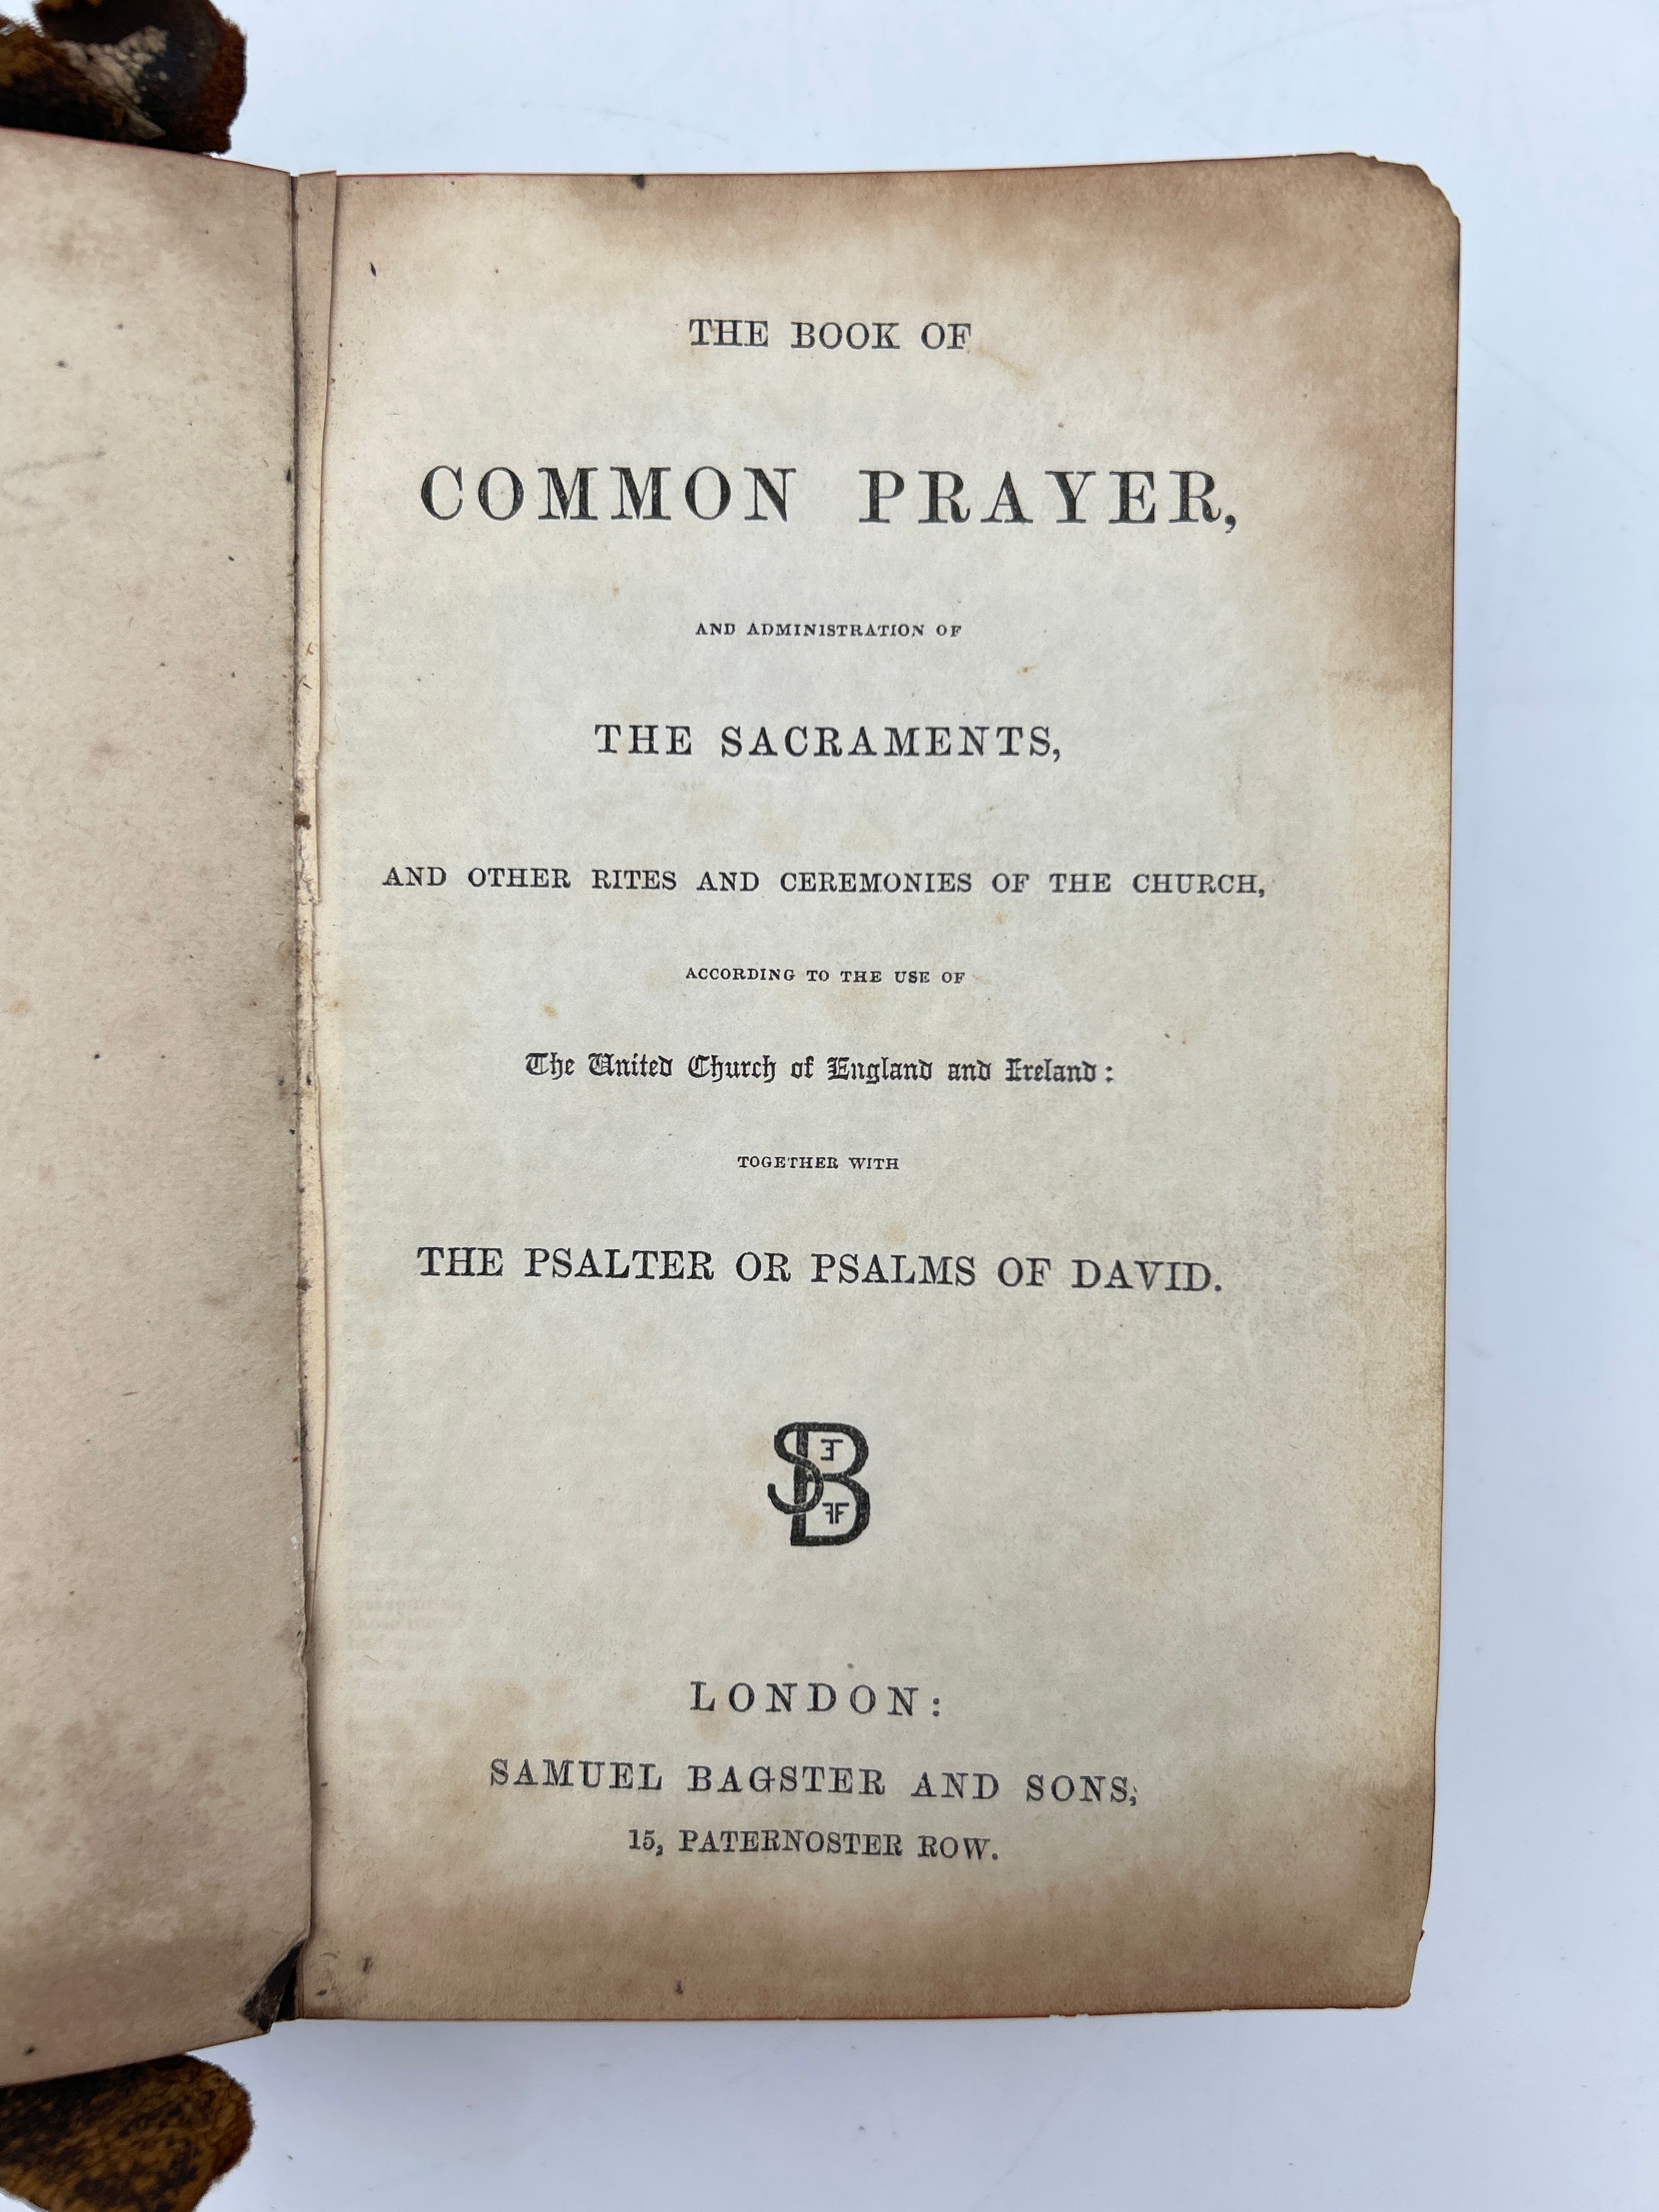 THE BOOK OF
COMMON PRAYER,
AND ADMINISTRATION OF
THE SACRAMENTS,
AND OTHER RITES AND CEREMONIES OF THE CHURCH,
ACCORDING TO THE USE OF
The United Church of England and Ireland:
TOGETHER WITH
THE PSALTER OR PSALMS OF DAVID.
SB
LONDON:
SAMUEL BAGSTER AND SONS,
15, PATERNOSTER ROW.